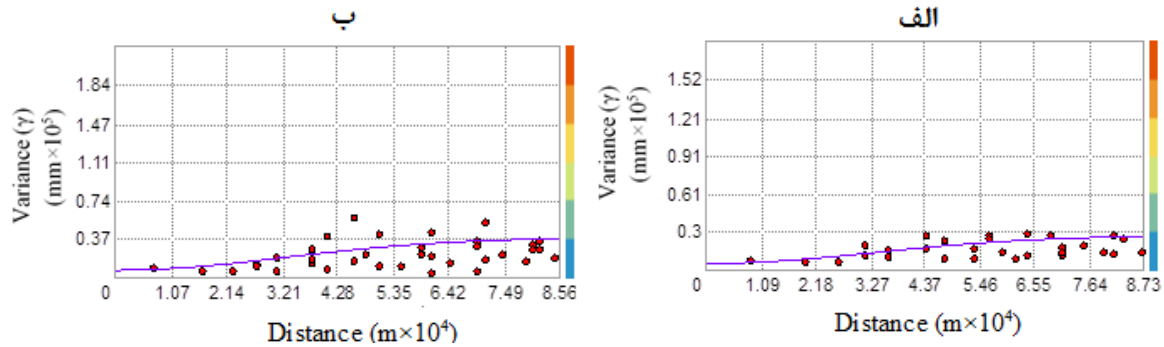 ب
1.84
1.47
1.11
0.74
0.37
0 1.07 2.14 3.21 4.28 5.35 6.42 7.49 8.56
Variance (γ)
(mm×10⁵)
Distance (m×10⁴)
الف
1.52
1.21
0.91
0.61
0.3
0 1.09 2.18 3.27 4.37 5.46 6.55 7.64 8.73
Variance (γ)
(mm×10⁵)
Distance (m×10⁴)